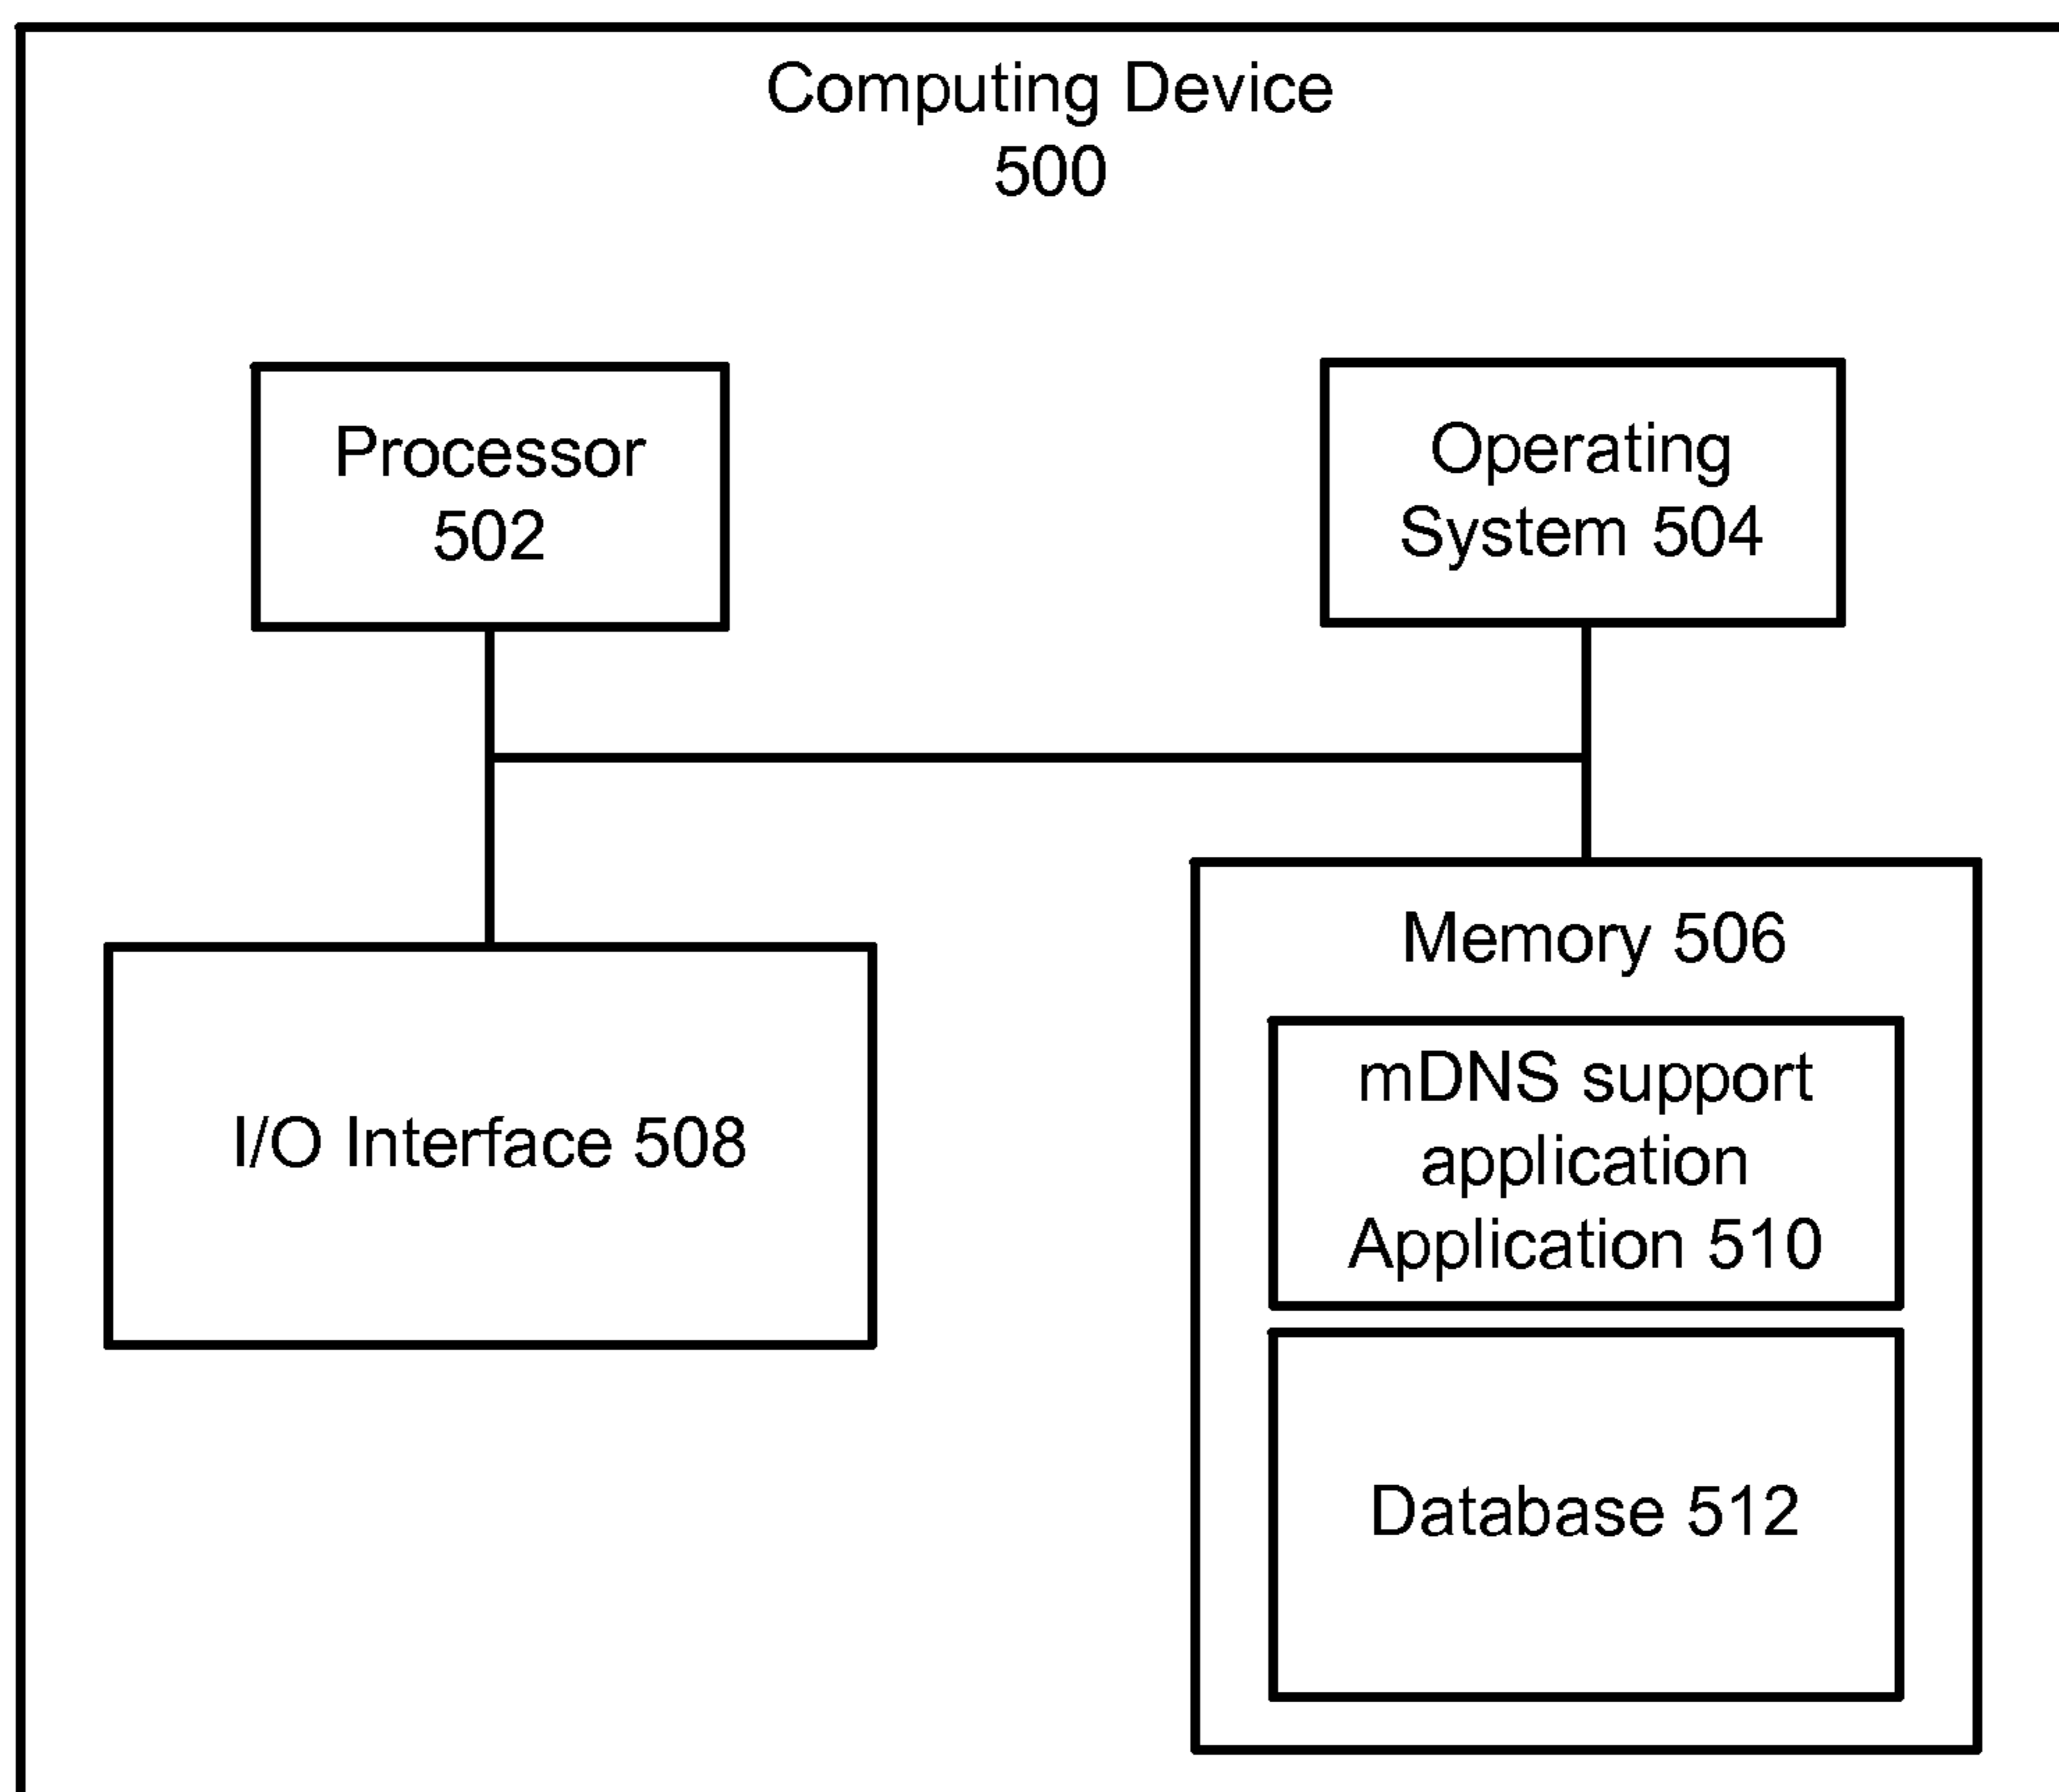 Computing Device
500
Processor
502
Operating
System 504
I/O Interface 508
Memory 506
mDNS support
application
Application 510
Database 512